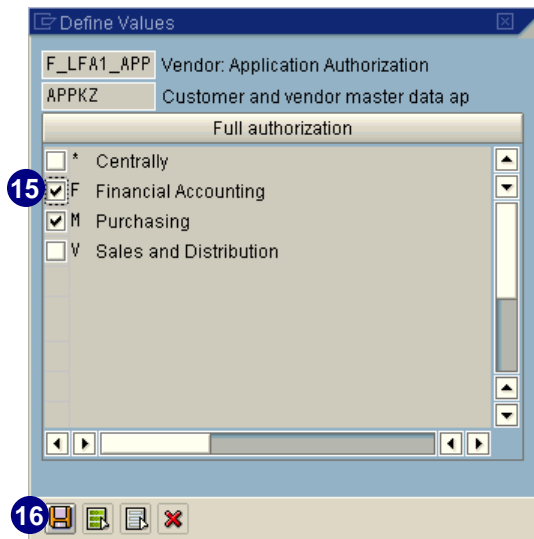 Define Values
F_LFA1_APP Vendor: Application Authorization
APPKZ Customer and vendor master data ap
Full authorization
* Centrally
15 F Financial Accounting
M Purchasing
V Sales and Distribution
16